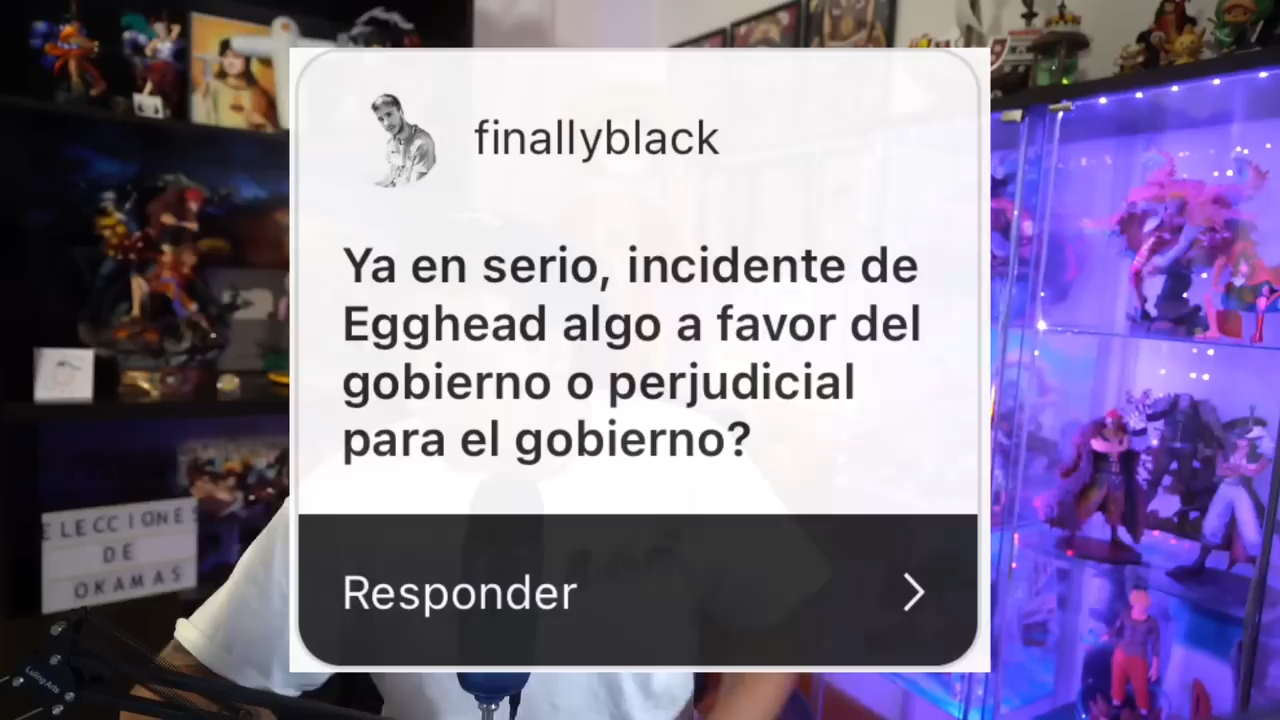 finallyblack
Ya en serio, incidente de
Egghead algo a favor del
gobierno o perjudicial
para el gobierno?
Responder
ELECCIONES
DE
OKAMAS